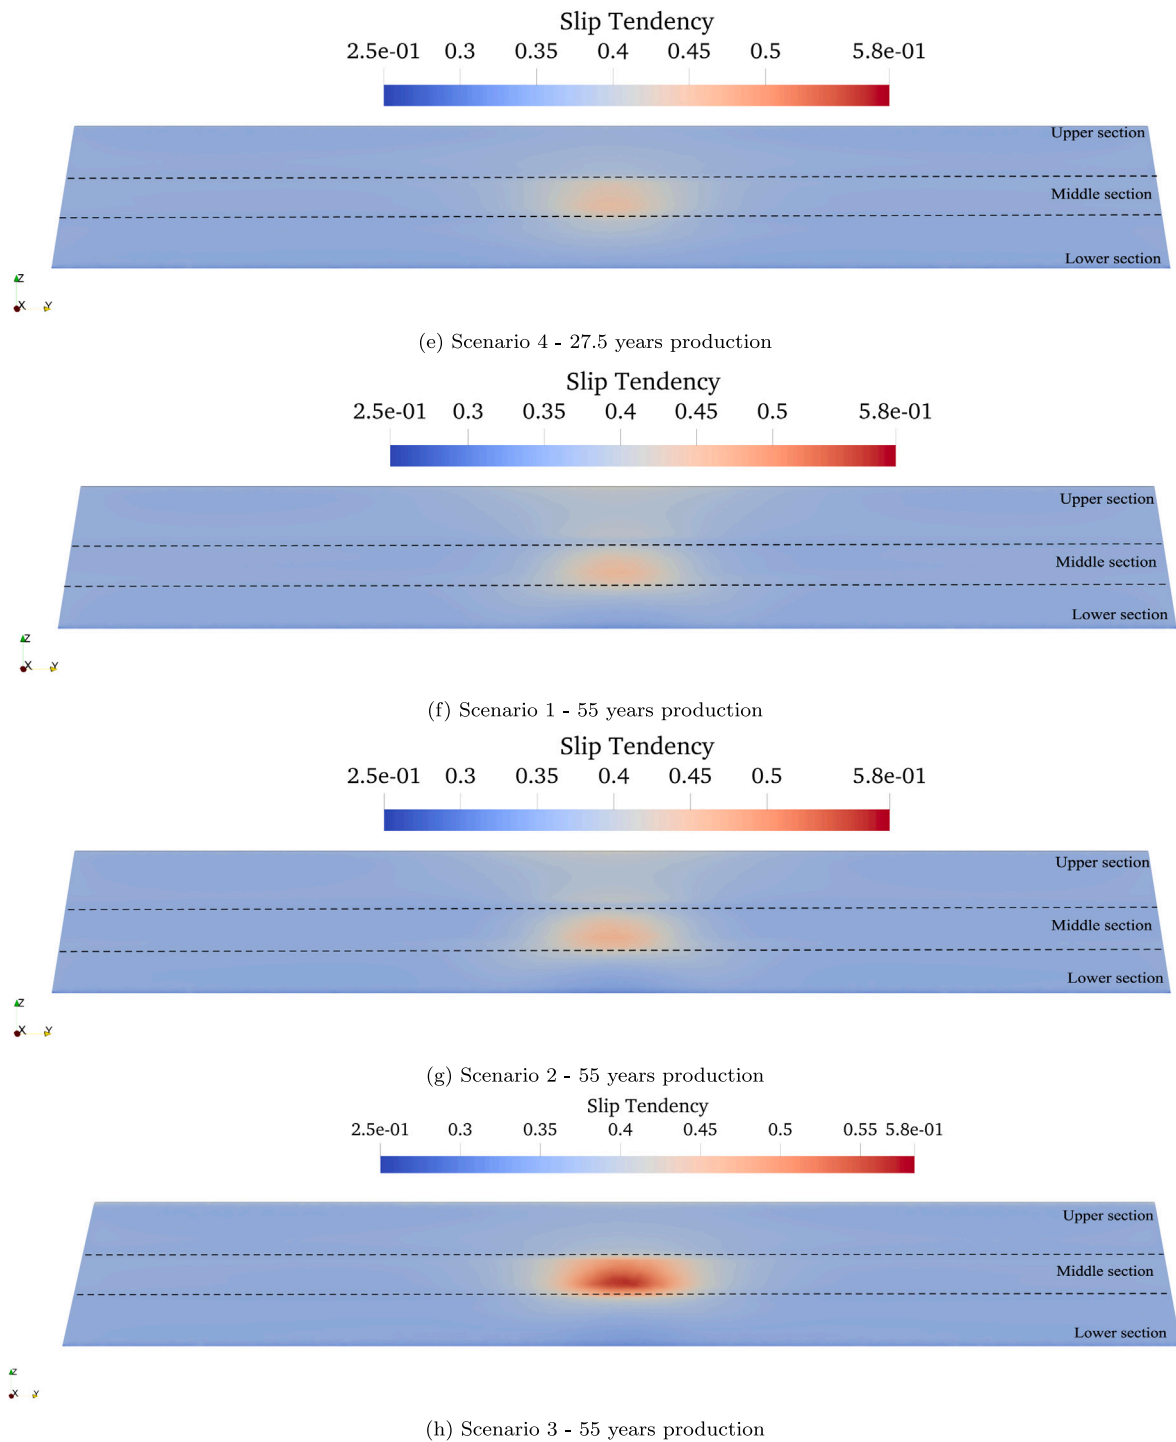 Slip Tendency
2.5e-01 0.3 0.35 0.4 0.45 0.5 5.8e-01
Upper section
Middle section
Lower section
Z
X Y
(e) Scenario 4 - 27.5 years production
Slip Tendency
2.5e-01 0.3 0.35 0.4 0.45 0.5 5.8e-01
Upper section
Middle section
Lower section
Z
X Y
(f) Scenario 1 - 55 years production
Slip Tendency
2.5e-01 0.3 0.35 0.4 0.45 0.5 5.8e-01
Upper section
Middle section
Lower section
Z
X Y
(g) Scenario 2 - 55 years production
Slip Tendency
2.5e-01 0.3 0.35 0.4 0.45 0.5 0.55 5.8e-01
Upper section
Middle section
Lower section
Z
X Y
(h) Scenario 3 - 55 years production